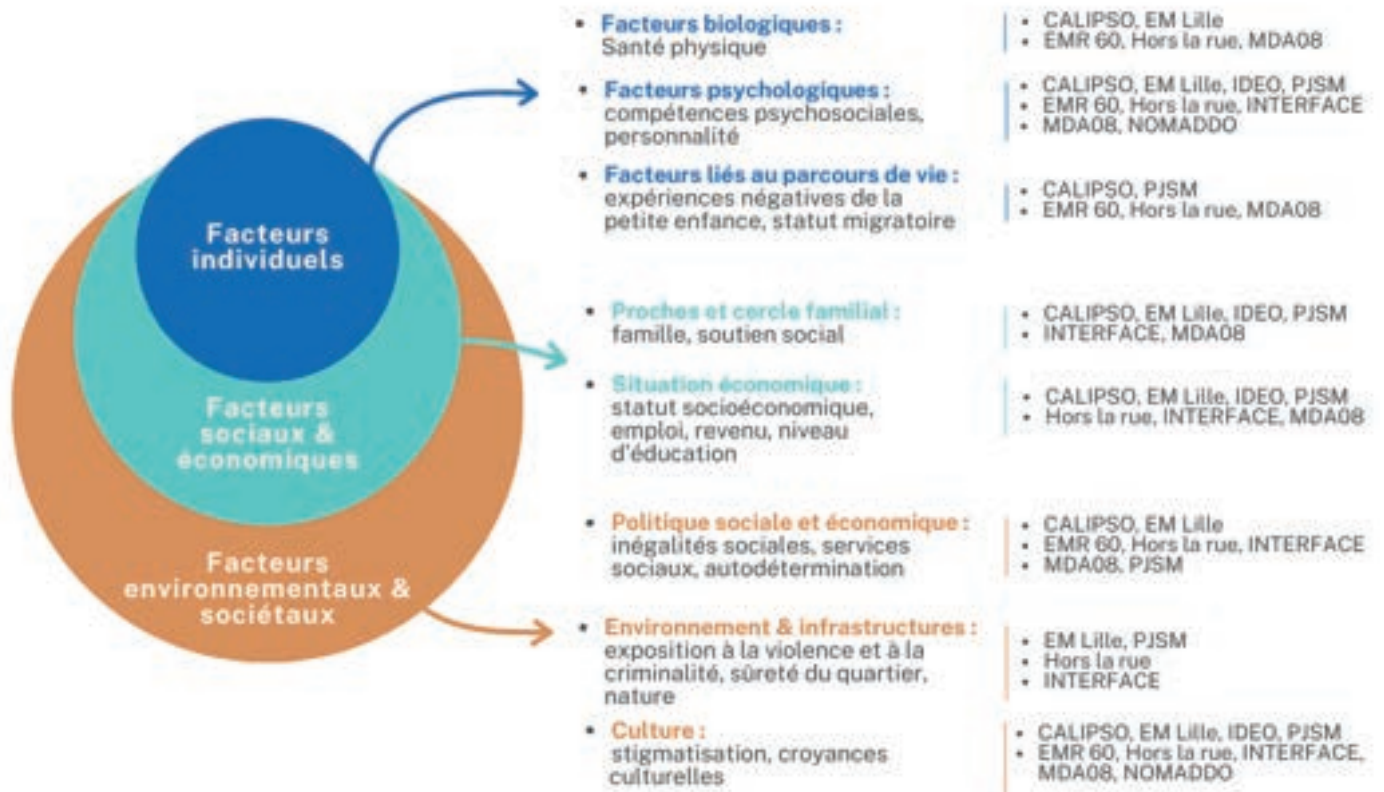 • Facteurs biologiques :
Santé physique
• CALIPSO, EM Lille
• EMR 60, Hors la rue, MDA08
• Facteurs psychologiques :
compétences psychosociales,
personnalité
• CALIPSO, EM Lille, IDEO, PJSM
• EMR 60, Hors la rue, INTERFACE
• MDA08, NOMADDO
• Facteurs liés au parcours de vie :
expériences négatives de la
petite enfance, statut migratoire
• CALIPSO, PJSM
• EMR 60, Hors la rue, MDA08
Facteurs
individuels
• Proches et cercle familial :
famille, soutien social
• CALIPSO, EM Lille, IDEO, PJSM
• INTERFACE, MDA08
• Situation économique :
statut socioéconomique,
emploi, revenu, niveau
d'éducation
• CALIPSO, EM Lille, IDEO, PJSM
• Hors la rue, INTERFACE, MDA08
Facteurs
sociaux &
économiques
• Politique sociale et économique :
inégalités sociales, services
sociaux, autodétermination
• CALIPSO, EM Lille
• EMR 60, Hors la rue, INTERFACE
• MDA08, PJSM
Facteurs
environnementaux &
sociétaux
• Environnement & infrastructures :
exposition à la violence et à la
criminalité, sûreté du quartier,
nature
• EM Lille, PJSM
• Hors la rue
• INTERFACE
• Culture :
stigmatisation, croyances
culturelles
• CALIPSO, EM Lille, IDEO, PJSM
• EMR 60, Hors la rue, INTERFACE,
MDA08, NOMADDO